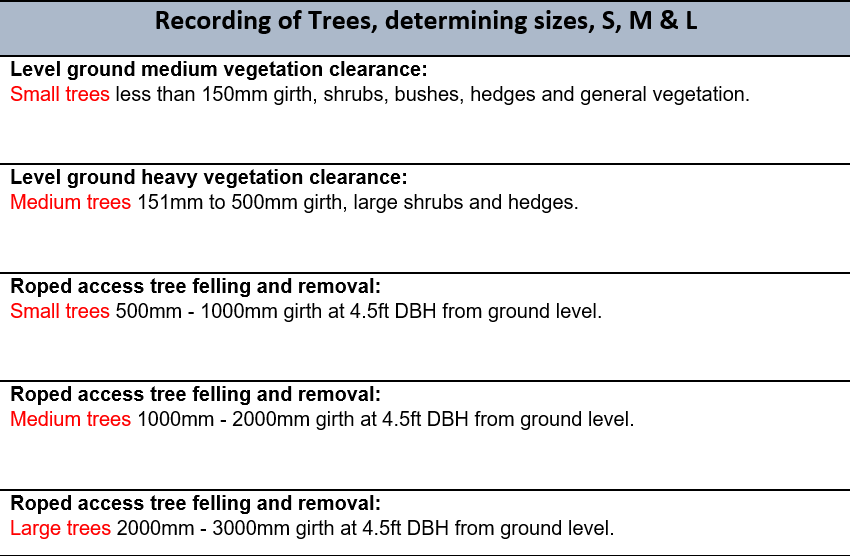 Recording of Trees, determining sizes, S, M & L
Level ground medium vegetation clearance:
Small trees less than 150mm girth, shrubs, bushes, hedges and general vegetation.
Level ground heavy vegetation clearance:
Medium trees 151mm to 500mm girth, large shrubs and hedges.
Roped access tree felling and removal:
Small trees 500mm - 1000mm girth at 4.5ft DBH from ground level.
Roped access tree felling and removal:
Medium trees 1000mm - 2000mm girth at 4.5ft DBH from ground level.
Roped access tree felling and removal:
Large trees 2000mm - 3000mm girth at 4.5ft DBH from ground level.